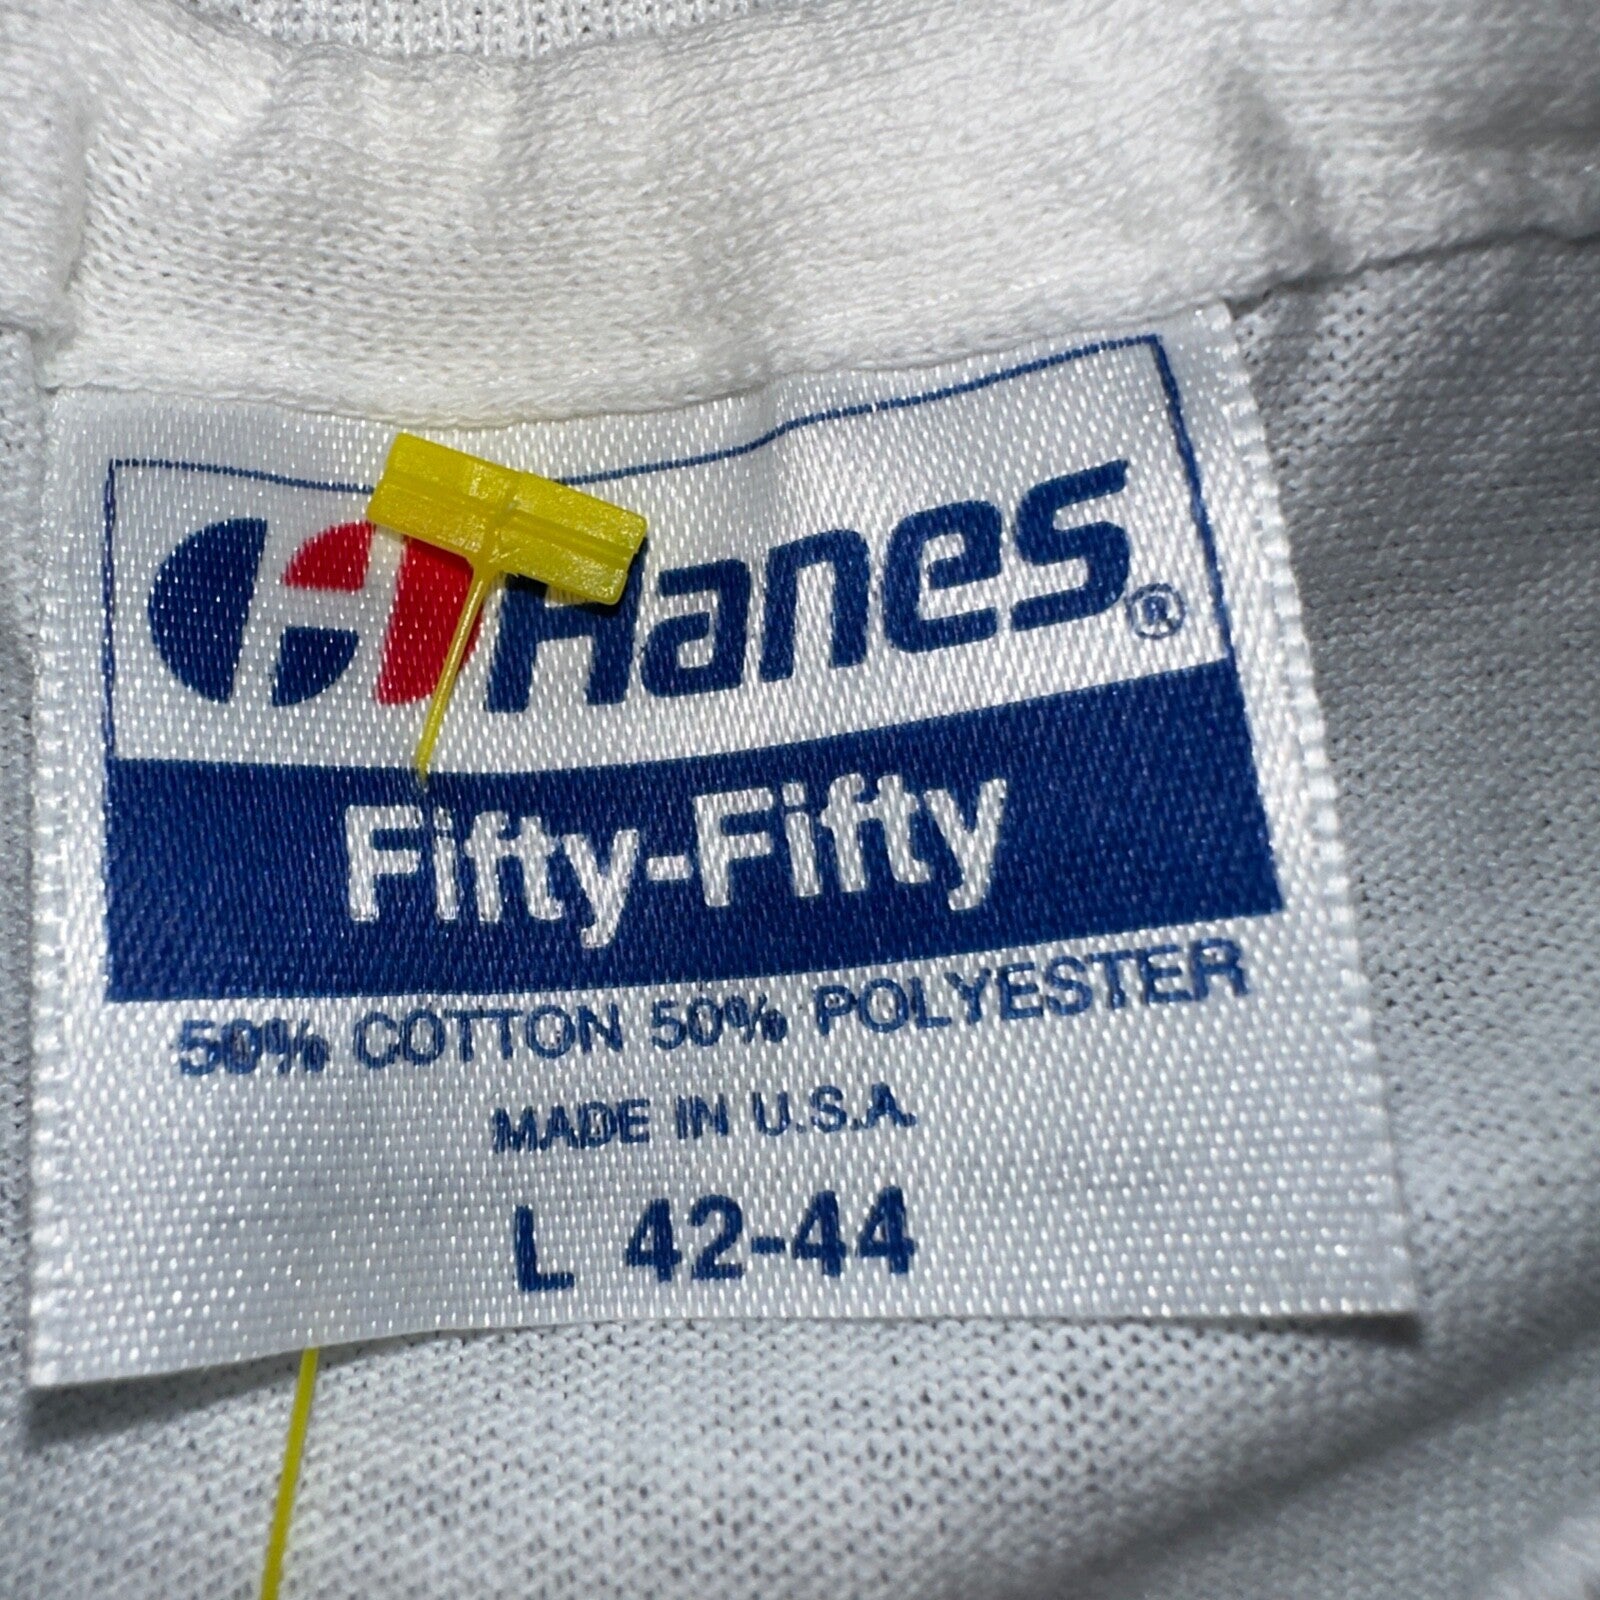 Hanes®
Fifty-Fifty
50% COTTON 50% POLYESTER
MADE IN U.S.A.
L 42-44